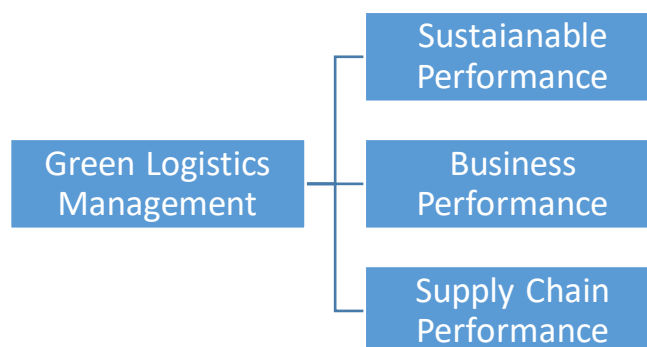 Sustaianable
Performance
Green Logistics
Management
Business
Performance
Supply Chain
Performance